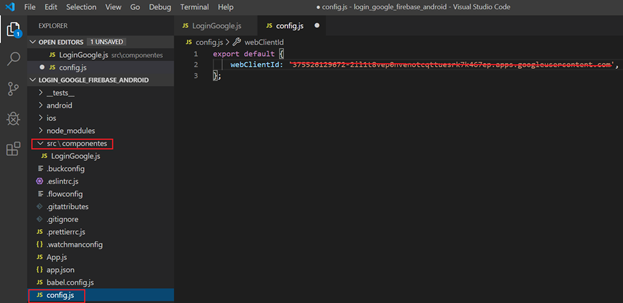 File Edit Selection View Go Debug Terminal Help
● config.js - login_google_firebase_android - Visual Studio Code
1
EXPLORER
OPEN EDITORS 1 UNSAVED
JS LoginGoogle.js src\componentes
● JS config.js
LOGIN_GOOGLE_FIREBASE_ANDROID
> __tests__
> android
> ios
> node_modules
src \ componentes
JS LoginGoogle.js
.buckconfig
.eslintrc.js
.flowconfig
.gitattributes
.gitignore
JS .prettierrc.js
{ } .watchmanconfig
JS App.js
{ } app.json
JS babel.config.js
JS config.js
JS LoginGoogle.js
JS config.js ●
JS config.js > webClientId
1 export default {
2 webClientId: '.apps.googleusercontent.com',
3 };